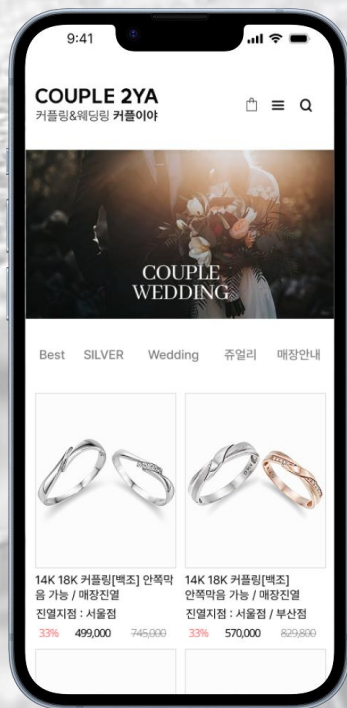 9:41
COUPLE 2YA
커플링&웨딩링 커플이야
COUPLE
WEDDING
Best SILVER Wedding 쥬얼리 매장안내
14K 18K 커플링[백조] 안쪽막
음 가능 / 매장진열
진열지점 : 서울점
33% 499,000 745,000
14K 18K 커플링[백조]
안쪽막음 가능 / 매장진열
진열지점 : 서울점 / 부산점
33% 570,000 829,800